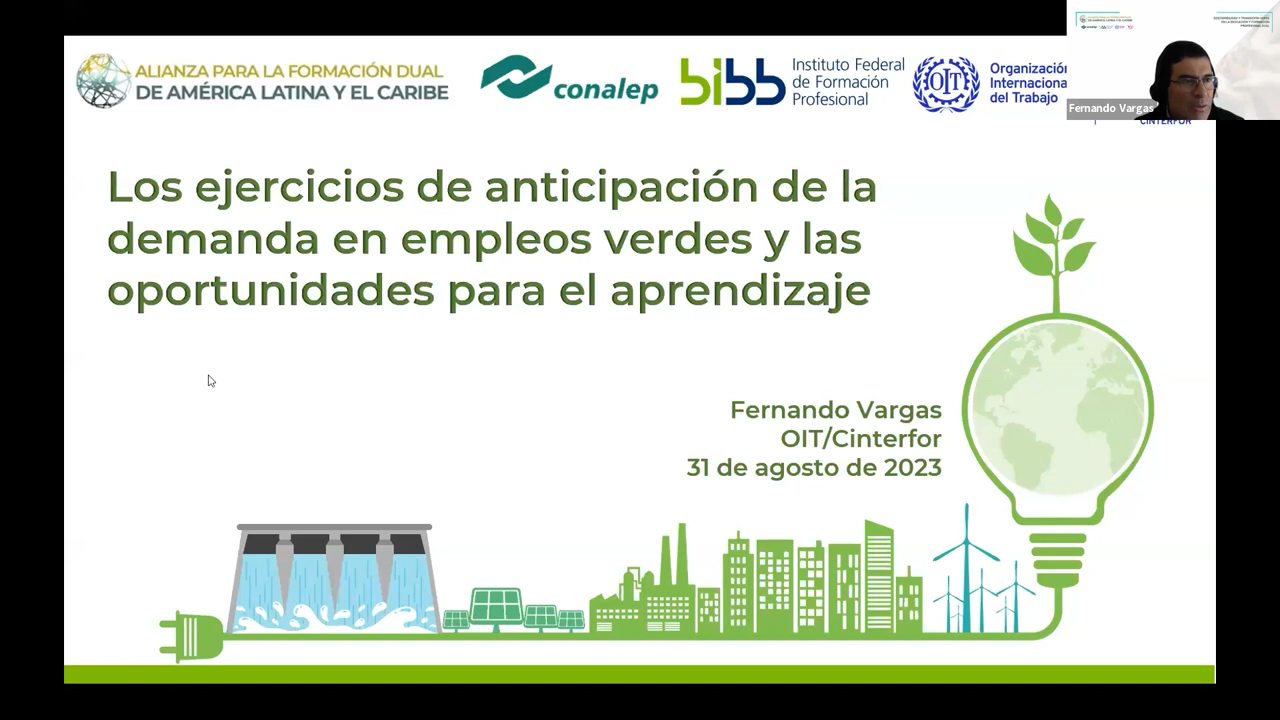 ALIANZA PARA LA FORMACIÓN DUAL
DE AMÉRICA LATINA Y EL CARIBE
conalep
bibb
Instituto Federal
de Formación
Profesional
OIT
Organización
Internacional
del Trabajo
CINTERFOR
Fernando Vargas
Los ejercicios de anticipación de la
demanda en empleos verdes y las
oportunidades para el aprendizaje
Fernando Vargas
OIT/Cinterfor
31 de agosto de 2023